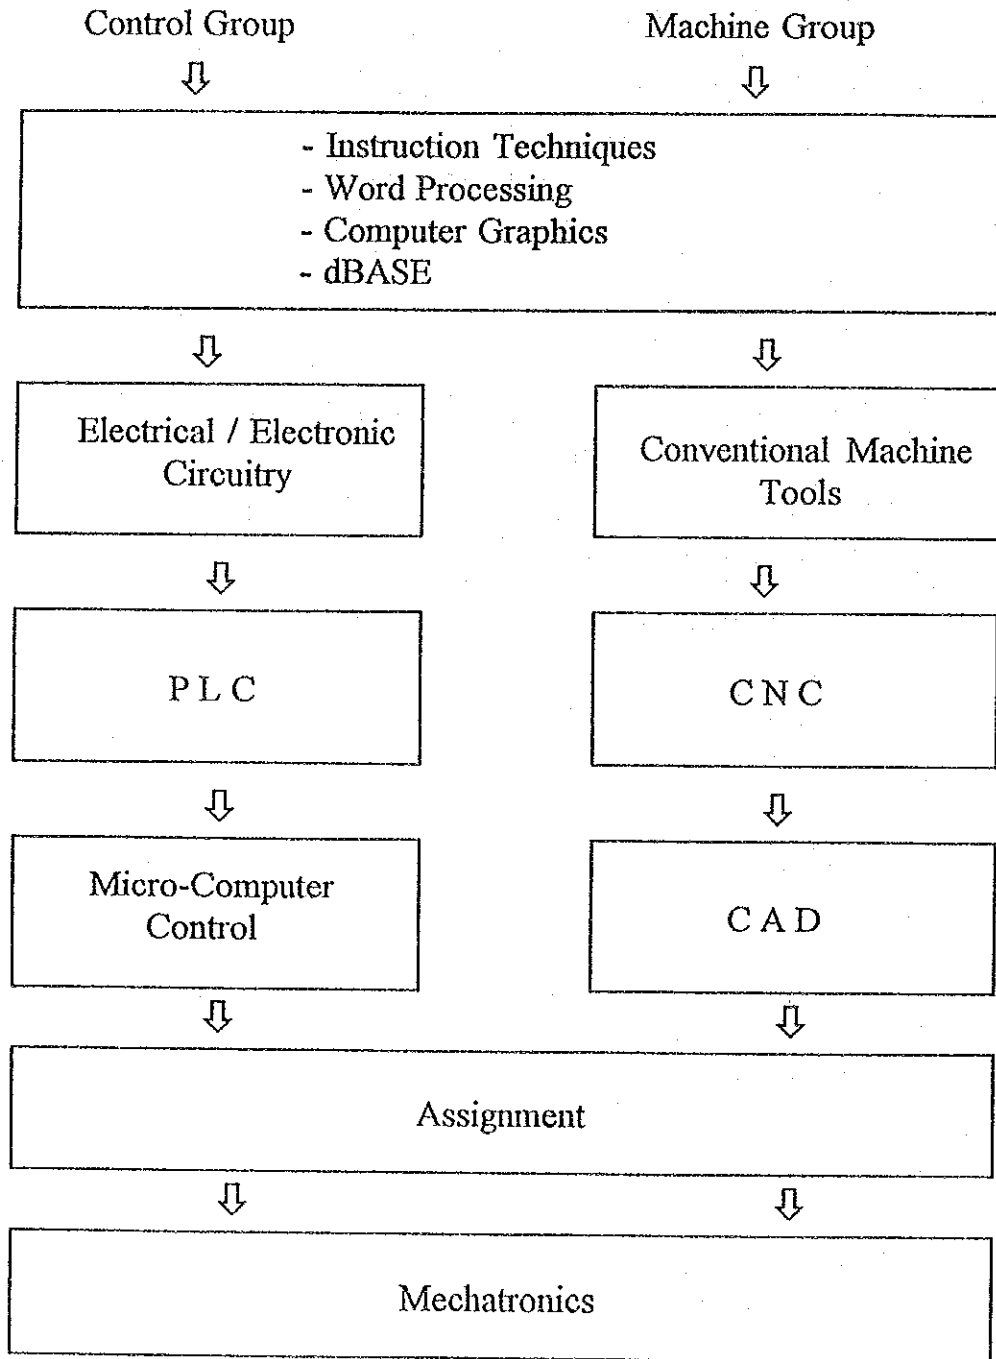 Control Group
Machine Group
- Instruction Techniques
- Word Processing
- Computer Graphics
- dBASE
Electrical / Electronic
Circuitry
Conventional Machine
Tools
P L C
C N C
Micro-Computer
Control
C A D
Assignment
Mechatronics